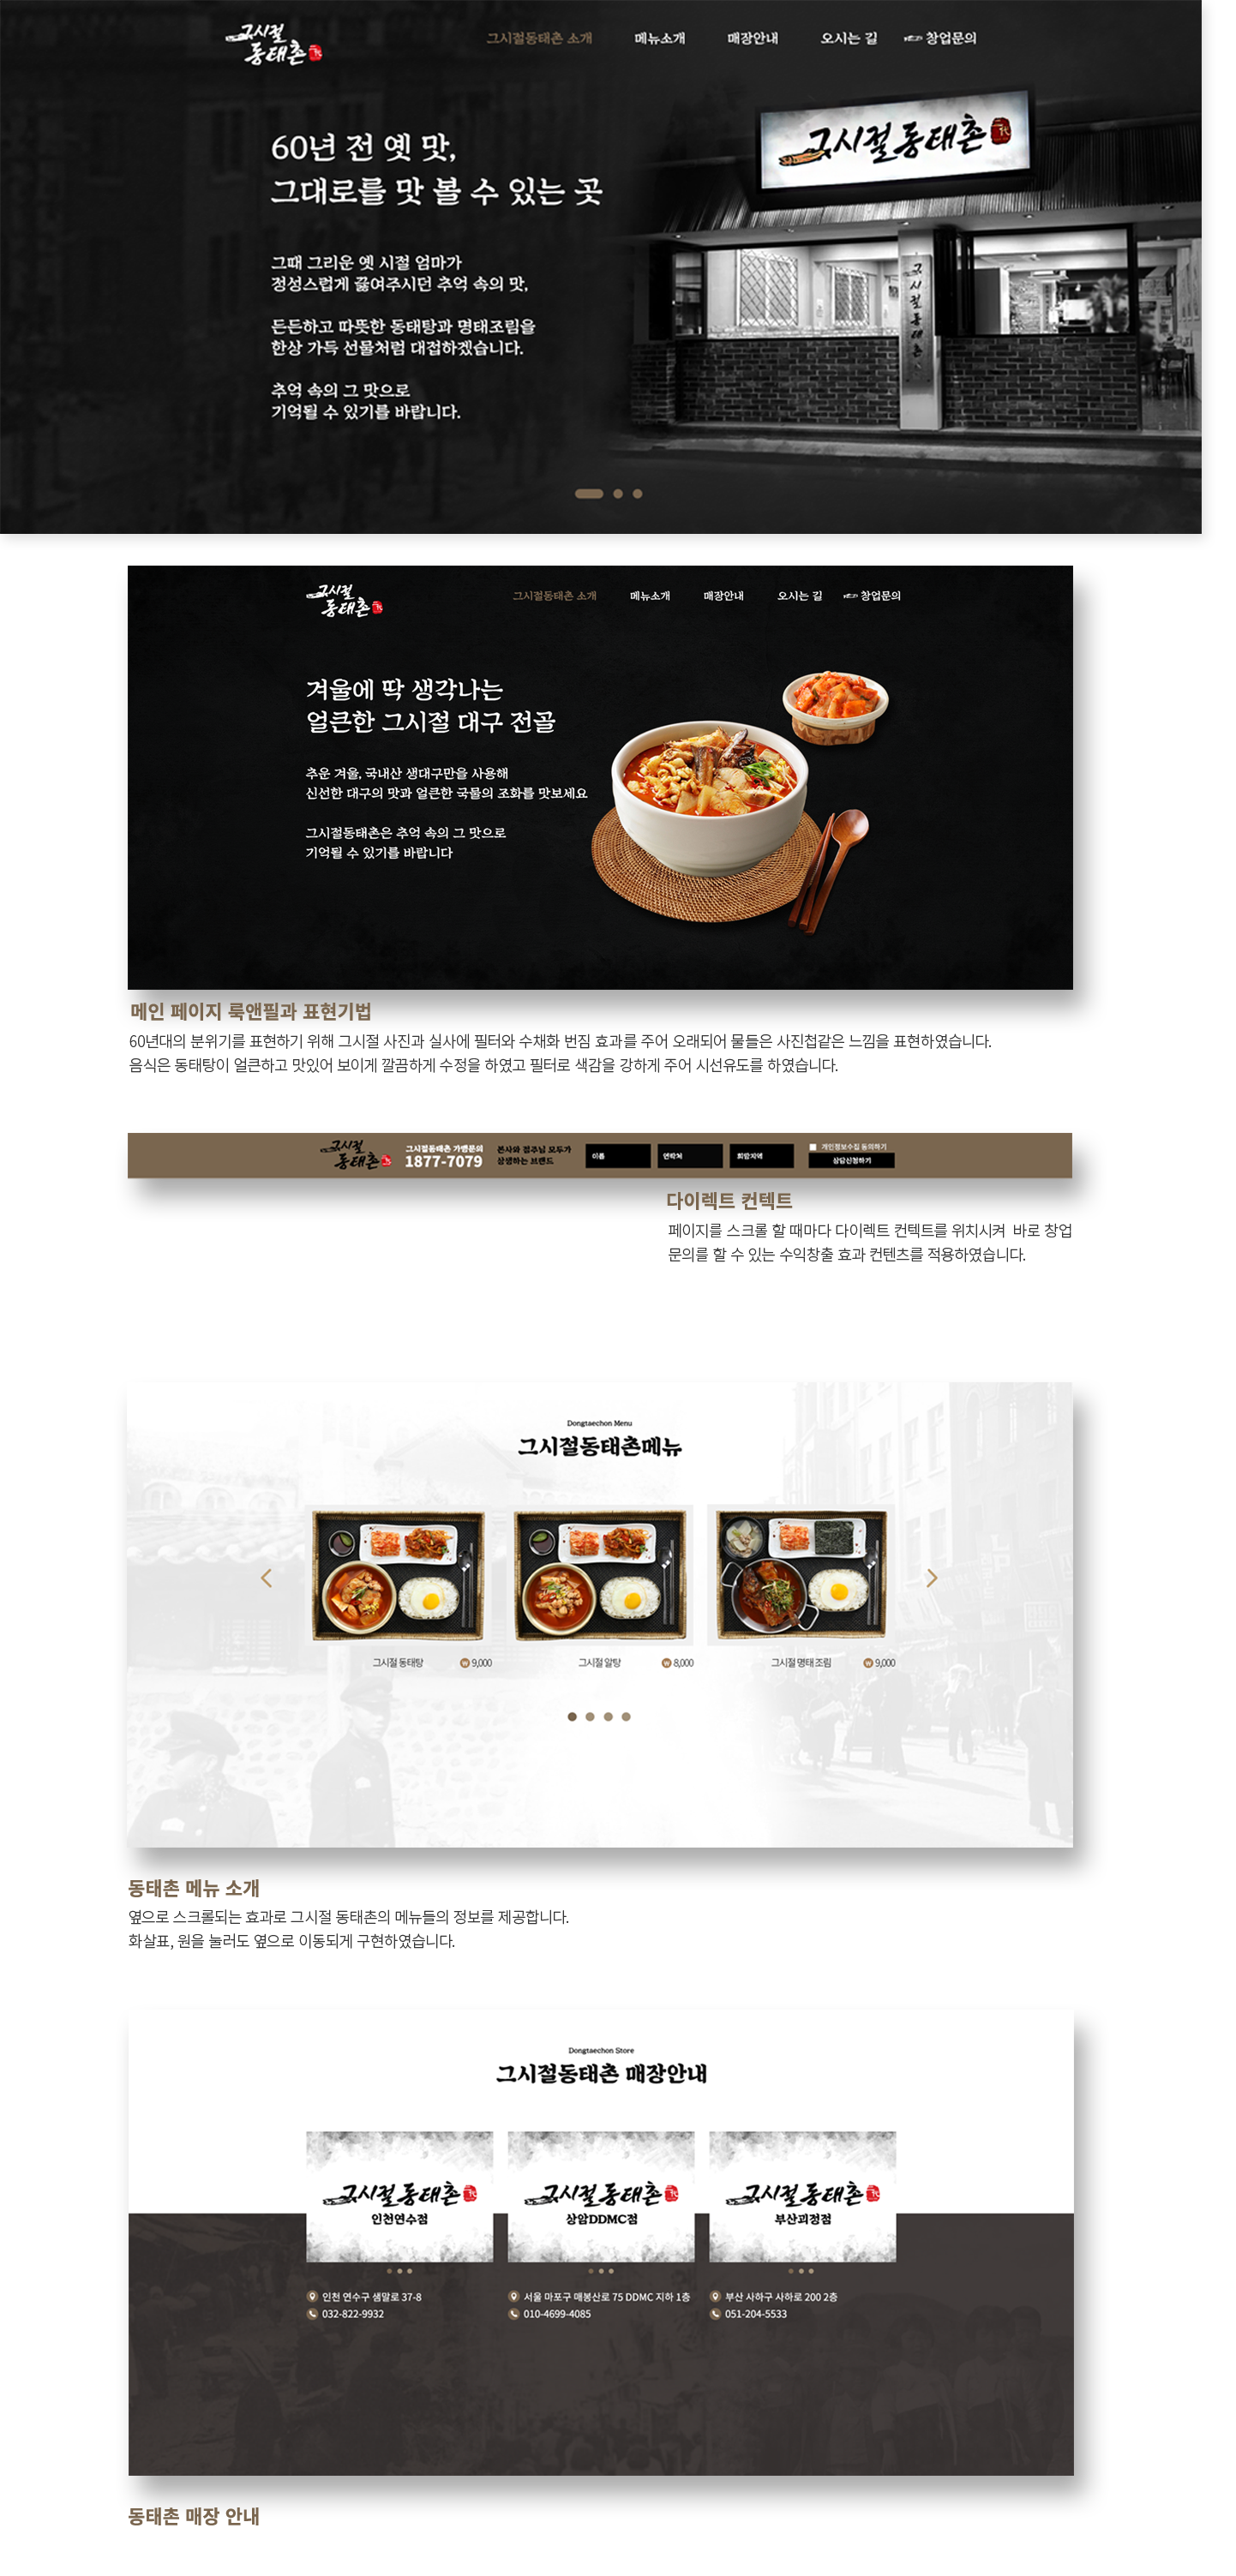 그시절
동태촌
그시절동태촌 소개
메뉴소개
매장안내
오시는 길
창업문의
그시절동태촌
60년 전 옛 맛,
그대로를 맛 볼 수 있는 곳
그때 그리운 옛 시절 엄마가
정성스럽게 끓여주시던 추억 속의 맛,
든든하고 따뜻한 동태탕과 명태조림을
한상 가득 선물처럼 대접하겠습니다.
추억 속의 그 맛으로
기억될 수 있기를 바랍니다.
그시절동태촌
그시절
동태촌
그시절동태촌 소개
메뉴소개
매장안내
오시는 길
창업문의
겨울에 딱 생각나는
얼큰한 그시절 대구 전골
추운 겨울, 국내산 생대구만을 사용해
신선한 대구의 맛과 얼큰한 국물의 조화를 맛보세요
그시절동태촌은 추억 속의 그 맛으로
기억될 수 있기를 바랍니다
메인 페이지 룩앤필과 표현기법
60년대의 분위기를 표현하기 위해 그시절 사진과 실사에 필터와 수채화 번짐 효과를 주어 오래되어 물들은 사진첩같은 느낌을 표현하였습니다.
음식은 동태탕이 얼큰하고 맛있어 보이게 깔끔하게 수정을 하였고 필터로 색감을 강하게 주어 시선유도를 하였습니다.
그시절
동태촌
그시절동태촌 가맹문의
1877-7079
본사와 점주님 모두가
상생하는 브랜드
이름
연락처
희망지역
개인정보수집 동의하기
상담신청하기
다이렉트 컨텍트
페이지를 스크롤 할 때마다 다이렉트 컨텍트를 위치시켜 바로 창업
문의를 할 수 있는 수익창출 효과 컨텐츠를 적용하였습니다.
Dongtaechon Menu
그시절동태촌메뉴
그시절 동태탕
₩ 9,000
그시절 알탕
₩ 8,000
그시절 명태 조림
₩ 9,000
동태촌 메뉴 소개
옆으로 스크롤되는 효과로 그시절 동태촌의 메뉴들의 정보를 제공합니다.
화살표, 원을 눌러도 옆으로 이동되게 구현하였습니다.
Dongtaechon Store
그시절동태촌 매장안내
그시절동태촌
인천연수점
그시절동태촌
상암DDMC점
그시절동태촌
부산괴정점
인천 연수구 샘말로 37-8
032-822-9932
서울 마포구 매봉산로 75 DDMC 지하 1층
010-4699-4085
부산 사하구 사하로 200 2층
051-204-5533
동태촌 매장 안내